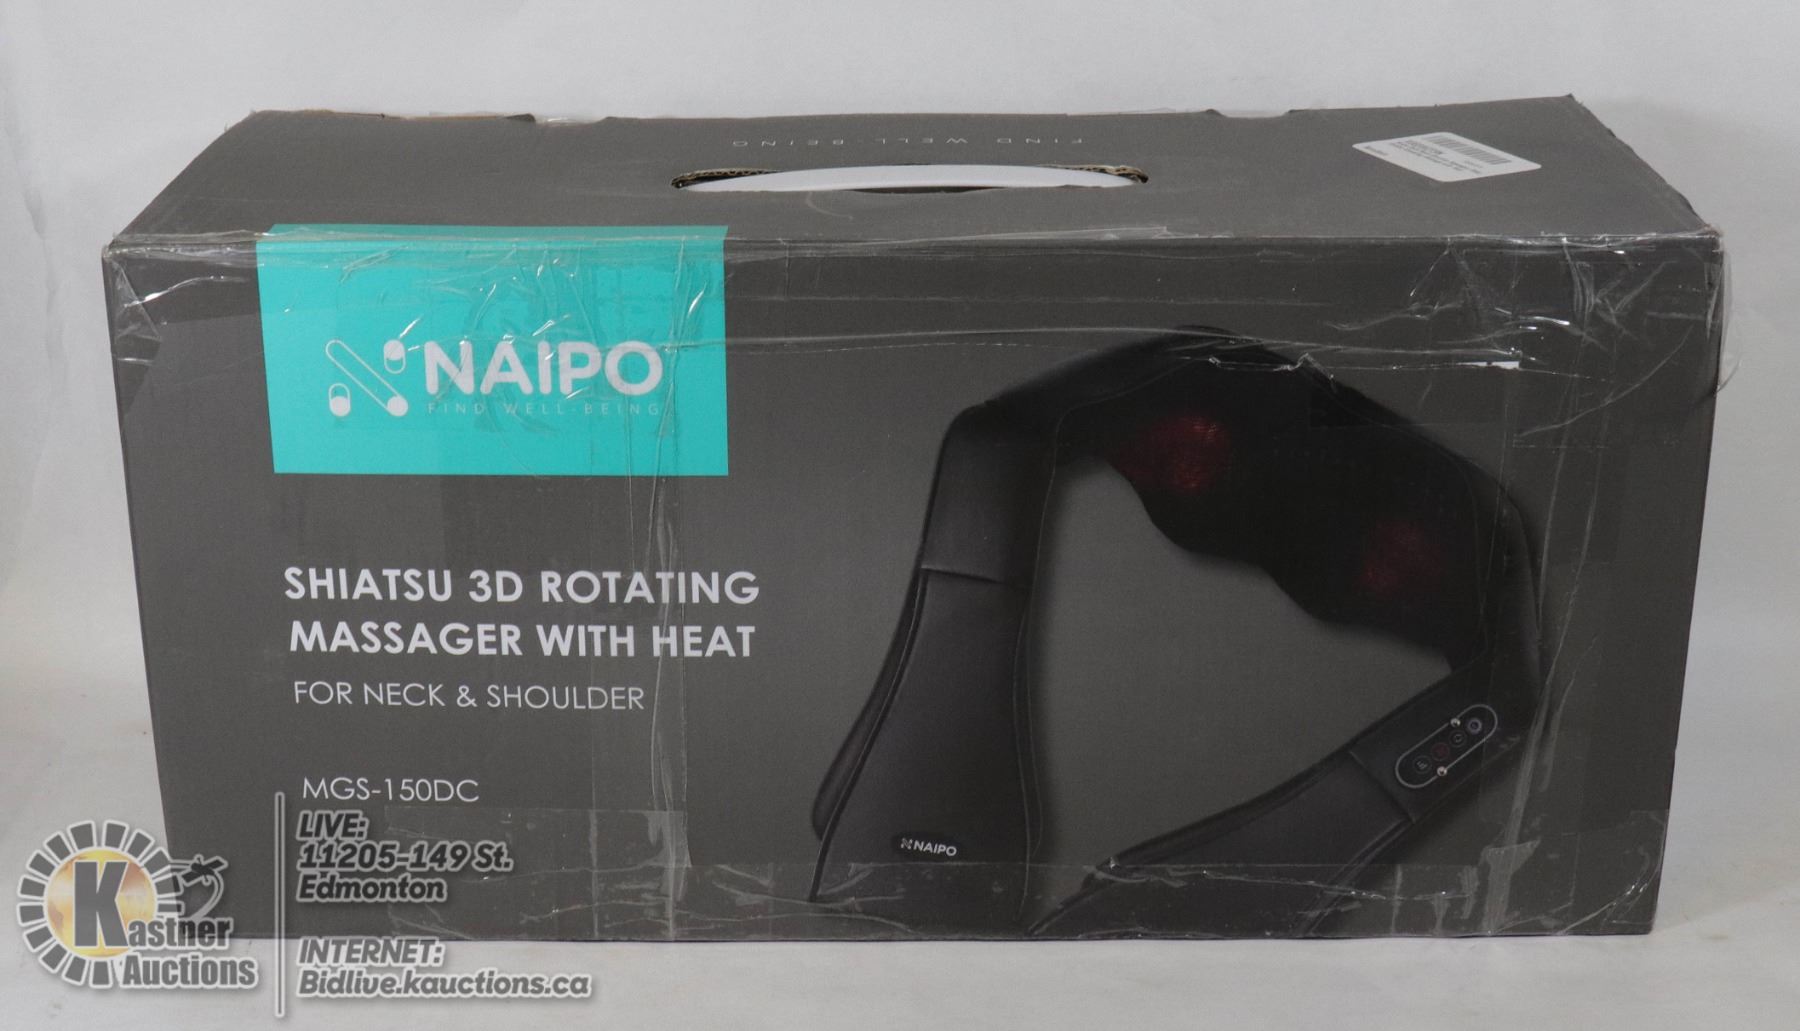 FIND WELL-BEING
NAIPO
FIND WELL-BEING
SHIATSU 3D ROTATING
MASSAGER WITH HEAT
FOR NECK & SHOULDER
MGS-150DC
NAIPO
Kastner
Auctions
LIVE:
11205-149 St.
Edmonton
INTERNET:
Bidlive.kauctions.ca